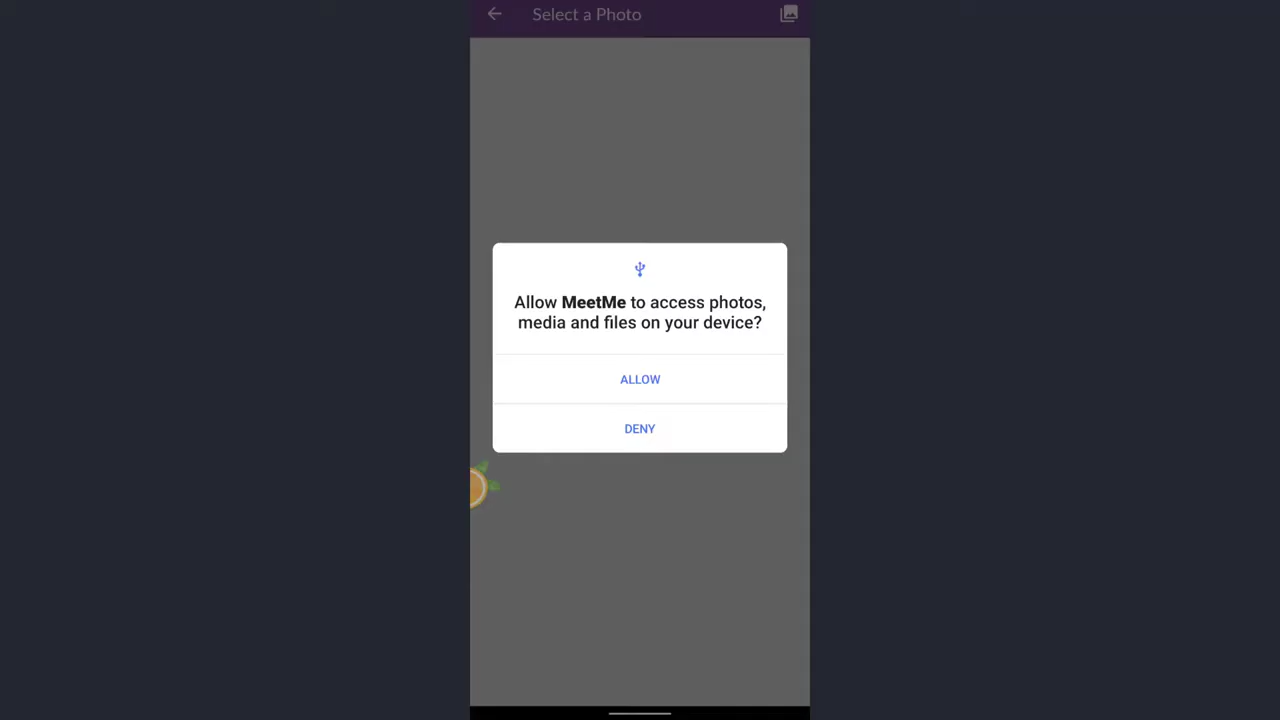 Select a Photo
Allow MeetMe to access photos,
media and files on your device?
ALLOW
DENY